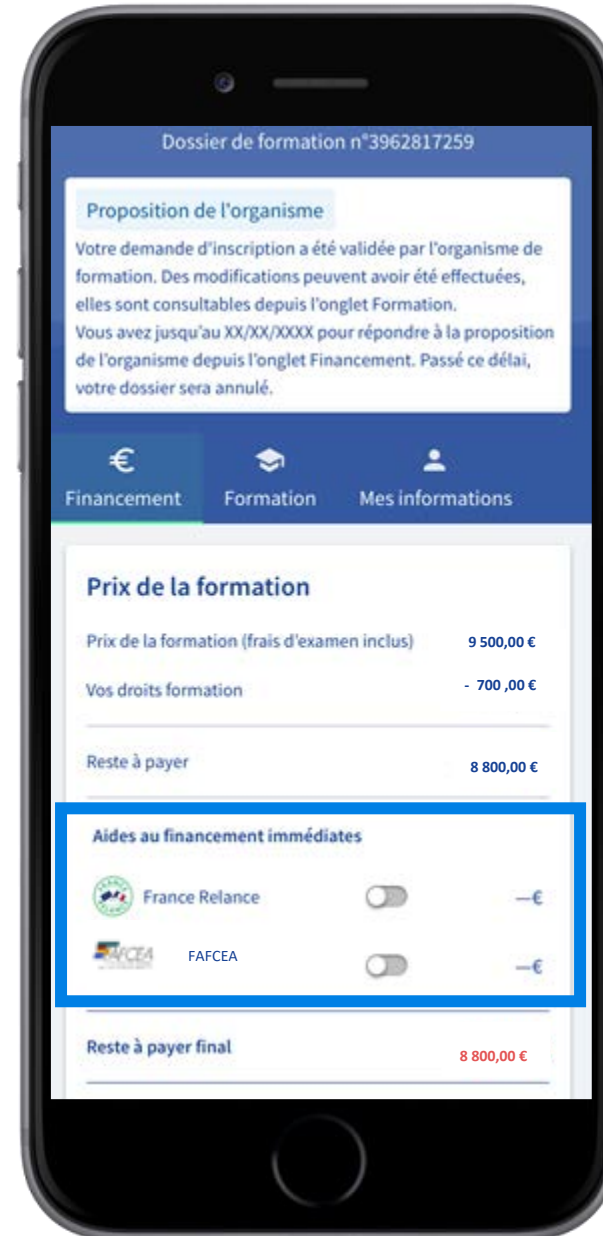 Dossier de formation n°3962817259
Proposition de l'organisme
Votre demande d'inscription a été validée par l'organisme de
formation. Des modifications peuvent avoir été effectuées,
elles sont consultables depuis l'onglet Formation.
Vous avez jusqu'au XX/XX/XXXX pour répondre à la proposition
de l'organisme depuis l'onglet Financement. Passé ce délai,
votre dossier sera annulé.
€
Financement Formation Mes informations
Prix de la formation
Prix de la formation (frais d'examen inclus) 9 500,00 €
Vos droits formation - 700 ,00 €
Reste à payer 8 800,00 €
Aides au financement immédiates
France Relance —€
FAFCEA FAFCEA —€
Reste à payer final 8 800,00 €